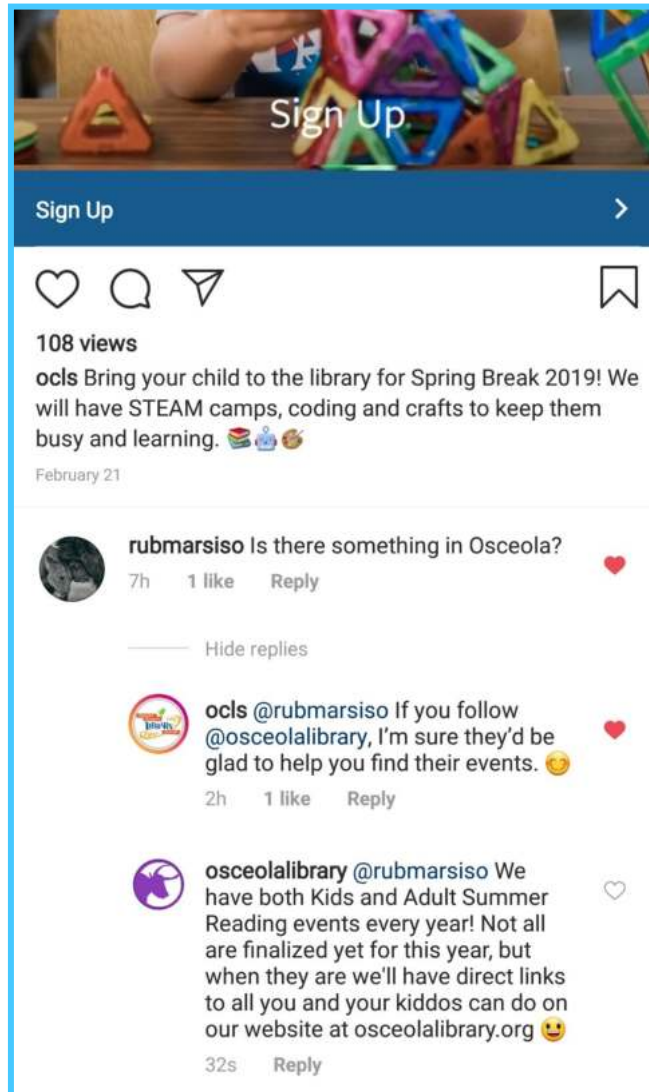 Sign Up
Sign Up
108 views
ocls Bring your child to the library for Spring Break 2019! We
will have STEAM camps, coding and crafts to keep them
busy and learning. 📚🤖🎨
February 21
rubmarsiso Is there something in Osceola?
7h 1 like Reply
Hide replies
ocls @rubmarsiso If you follow
@osceolalibrary, I'm sure they'd be
glad to help you find their events. 😊
2h 1 like Reply
osceolalibrary @rubmarsiso We
have both Kids and Adult Summer
Reading events every year! Not all
are finalized yet for this year, but
when they are we'll have direct links
to all you and your kiddos can do on
our website at osceolalibrary.org 😃
32s Reply